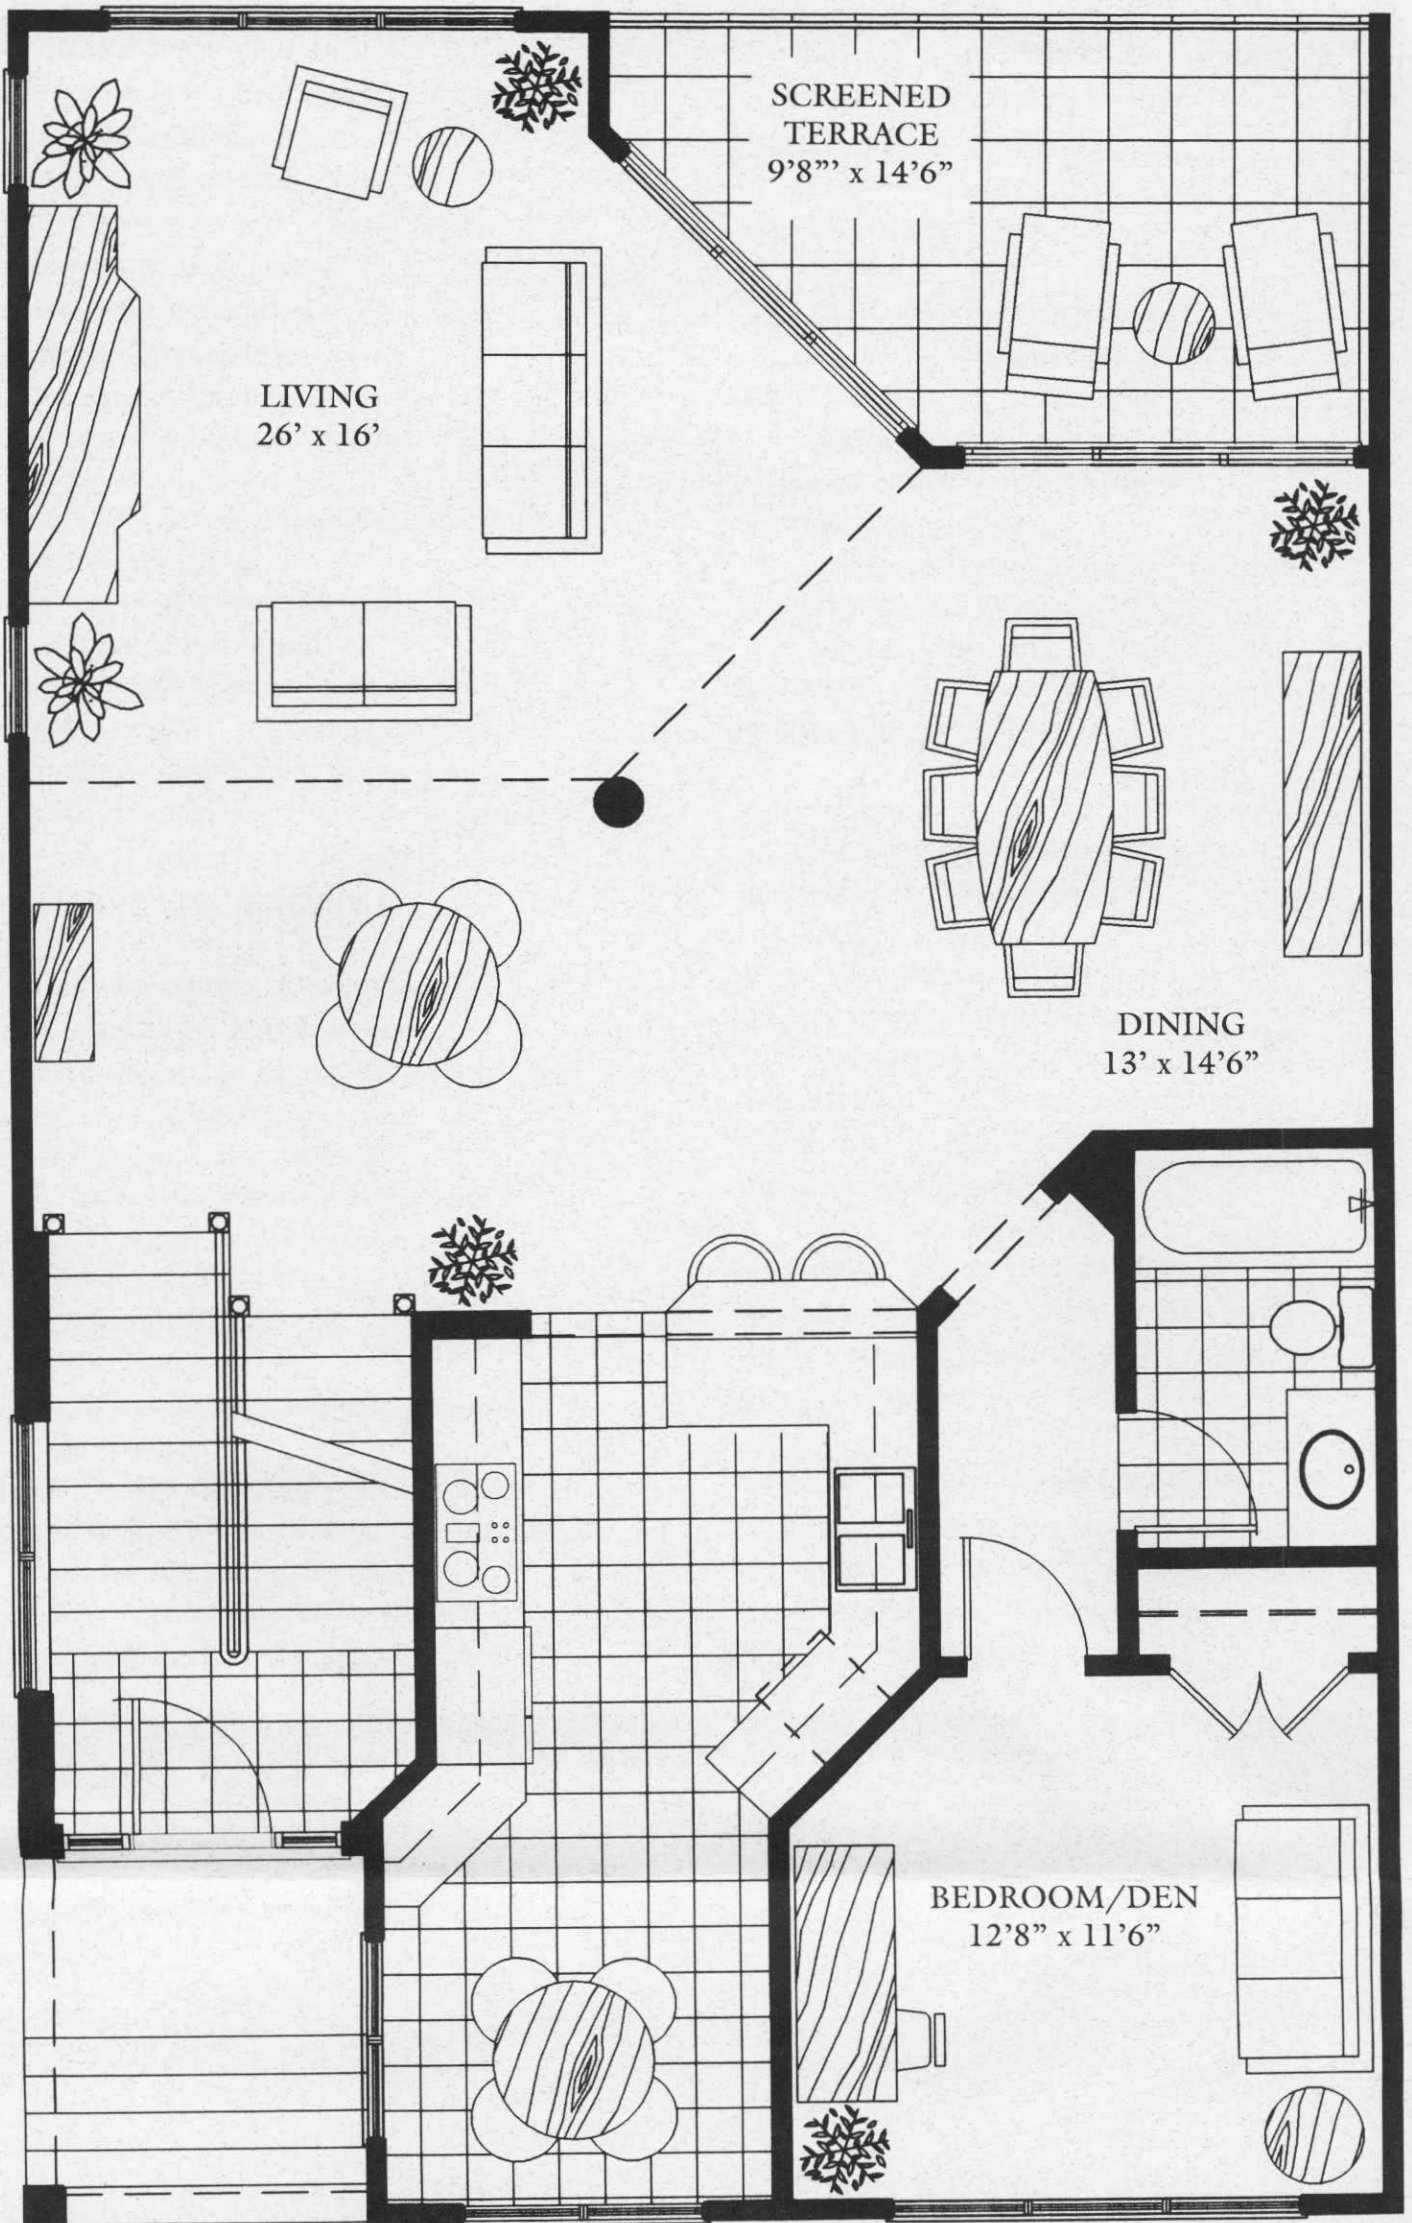 SCREENED
TERRACE
9'8”’ x 14'6”
LIVING
26’ x 16’
DINING
13’ x 14'6”
BEDROOM/DEN
12’8” x 11’6”